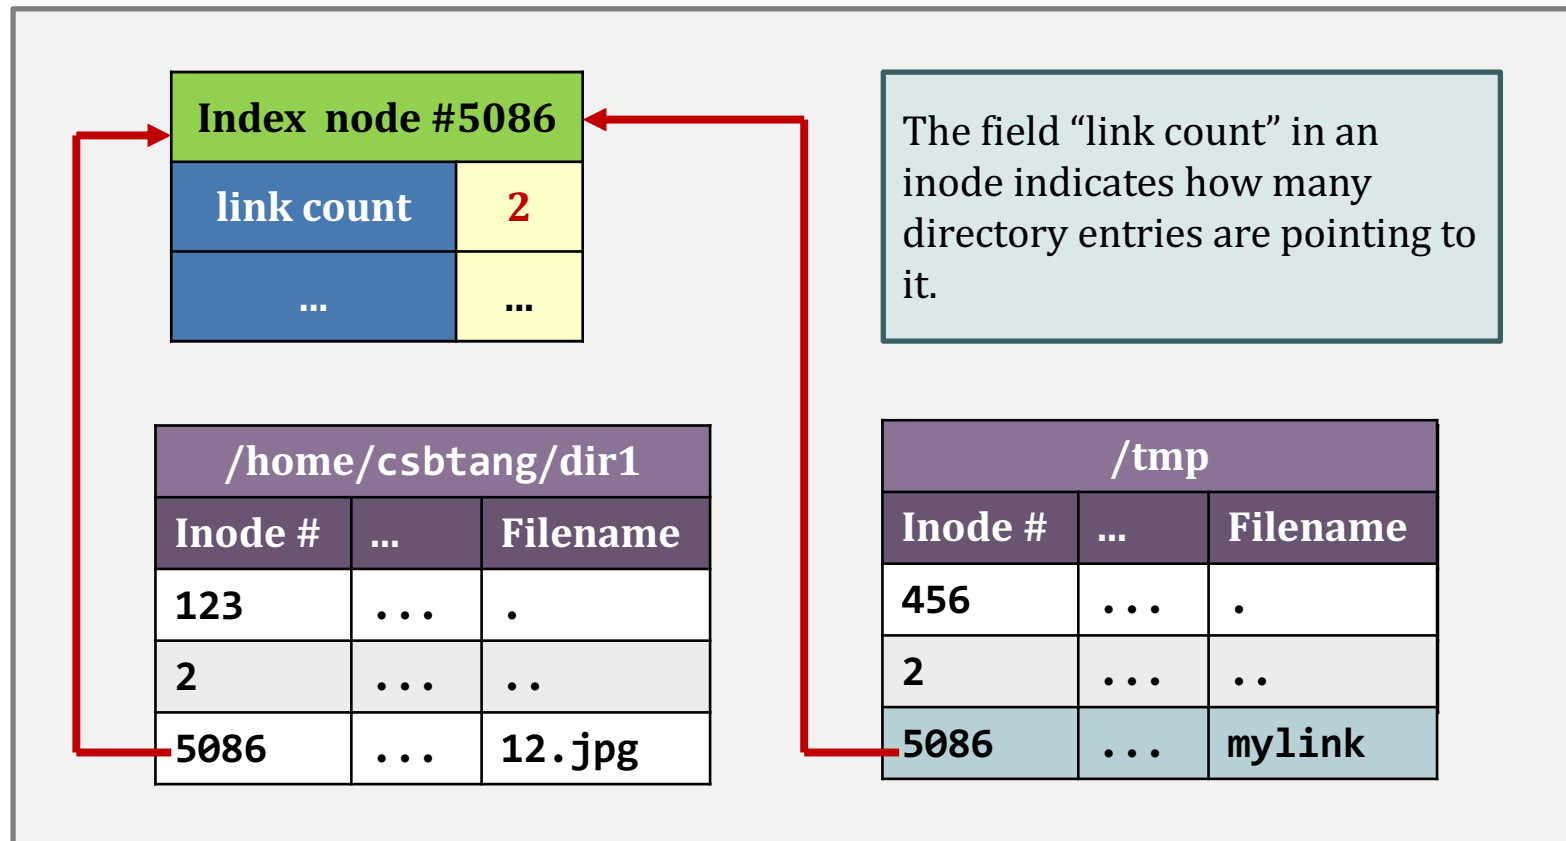 Index node #5086
link count 2
... ...
The field “link count” in an
inode indicates how many
directory entries are pointing to
it.
/home/csbtang/dir1
Inode # ... Filename
123 ... .
2 ... ..
5086 ... 12.jpg
/tmp
Inode # ... Filename
456 ... .
2 ... ..
5086 ... mylink